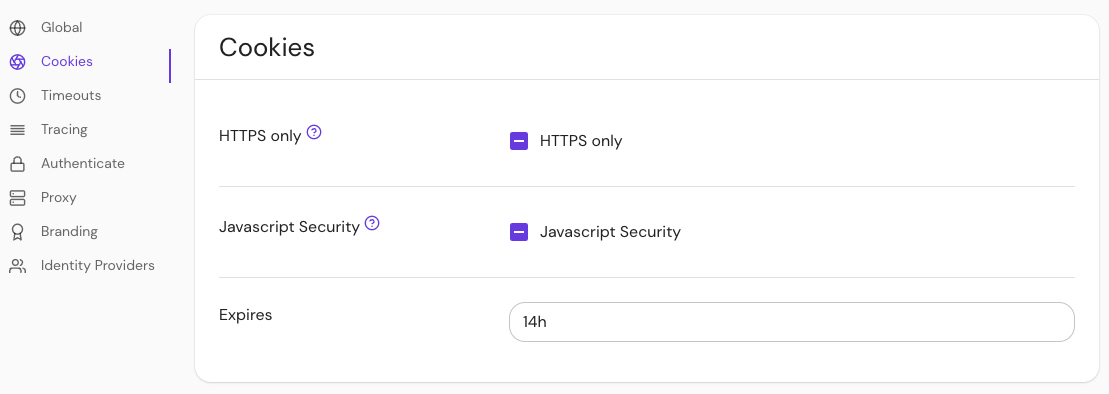 Global
Cookies
Timeouts
Tracing
Authenticate
Proxy
Branding
Identity Providers
Cookies
HTTPS only
HTTPS only
Javascript Security
Javascript Security
Expires
14h